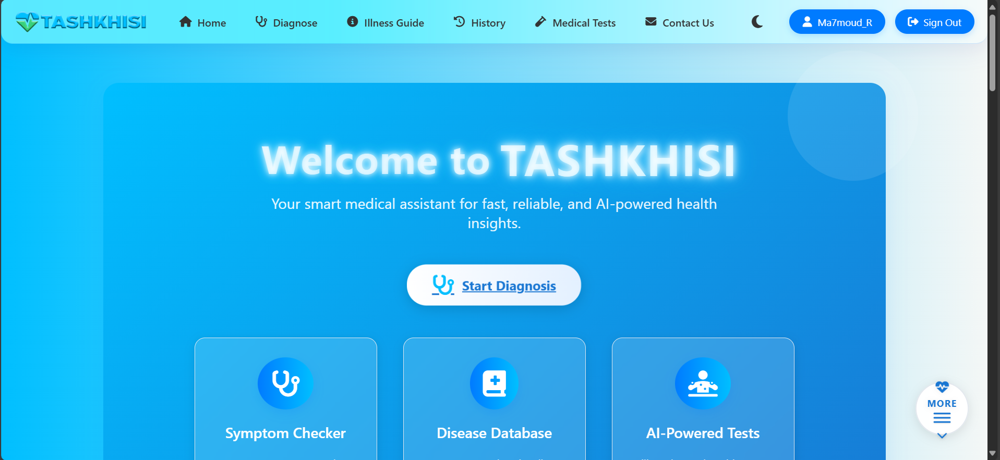 TASHKHISI
Home
Diagnose
Illness Guide
History
Medical Tests
Contact Us
Ma7moud_R
Sign Out
Welcome to TASHKHISI
Your smart medical assistant for fast, reliable, and AI-powered health
insights.
Start Diagnosis
Symptom Checker
Disease Database
AI-Powered Tests
MORE